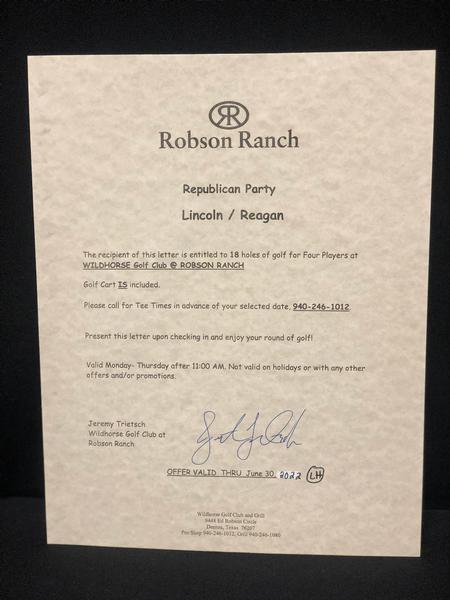 RR
Robson Ranch
Republican Party
Lincoln / Reagan
The recipient of this letter is entitled to 18 holes of golf for Four Players at
WILDHORSE Golf Club @ ROBSON RANCH
Golf Cart IS included.
Please call for Tee Times in advance of your selected date, 940-246-1012.
Present this letter upon checking in and enjoy your round of golf!
Valid Monday- Thursday after 11:00 AM. Not valid on holidays or with any other
offers and/or promotions.
Jeremy Trietsch
Wildhorse Golf Club at
Robson Ranch
OFFER VALID THRU June 30, 2022 LH
Wildhorse Golf Club and Grill
9448 Ed Robson Circle
Denton, Texas 76207
Pro Shop 940-246-1012, Grill 940-246-1080